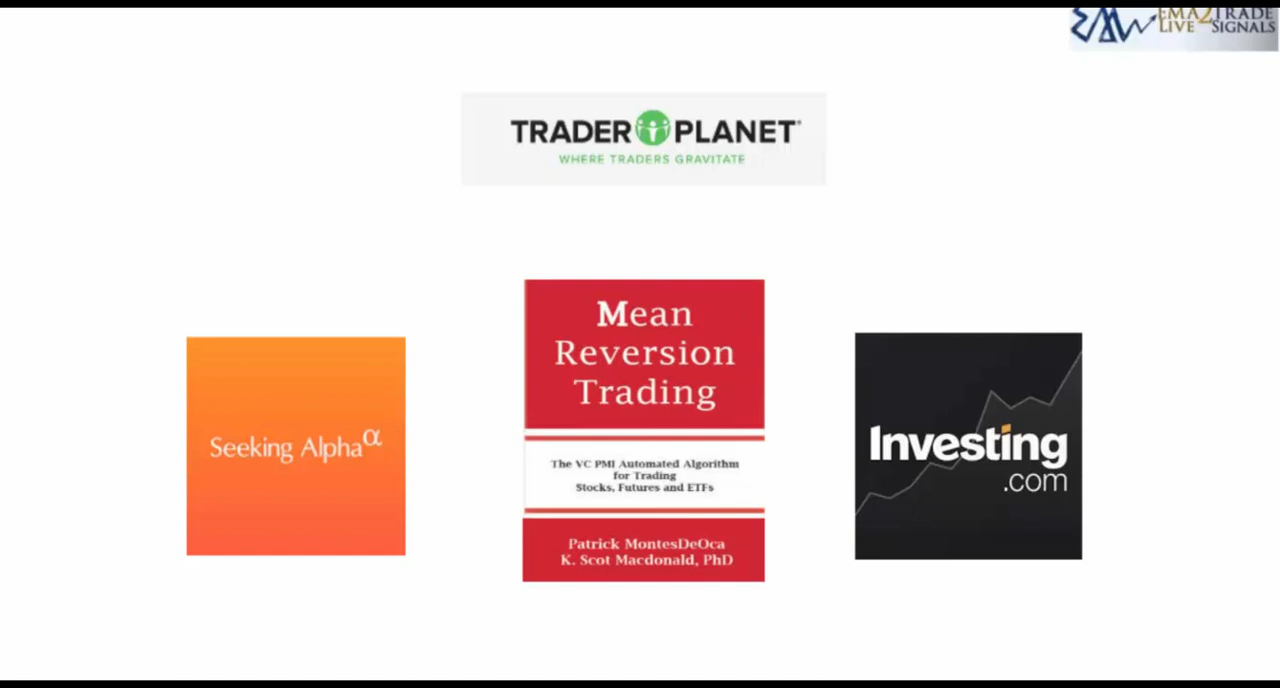 EMA2TRADE
LIVE SIGNALS
TRADER PLANET
WHERE TRADERS GRAVITATE
Mean
Reversion
Trading
Seeking Alphaα
The VC PMI Automated Algorithm
for Trading
Stocks, Futures and ETFs
Investing
.com
Patrick MontesDeOca
K. Scot Macdonald, PhD